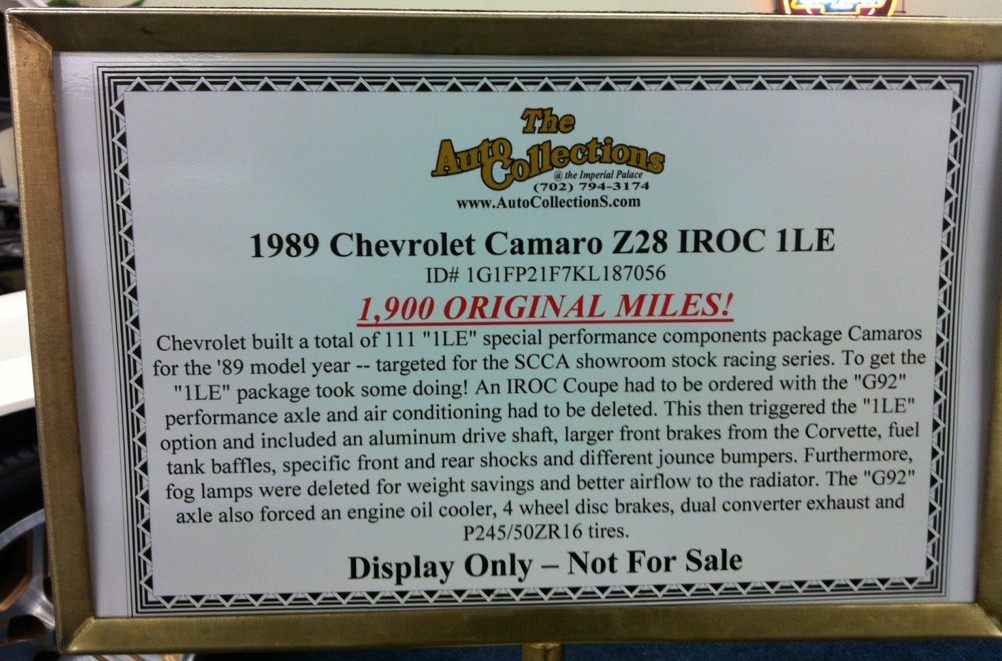 The
Auto Collections
@ the Imperial Palace
(702) 794-3174
www.AutoCollectionS.com
1989 Chevrolet Camaro Z28 IROC 1LE
ID# 1G1FP21F7KL187056
1,900 ORIGINAL MILES!
Chevrolet built a total of 111 "1LE" special performance components package Camaros
for the '89 model year -- targeted for the SCCA showroom stock racing series. To get the
"1LE" package took some doing! An IROC Coupe had to be ordered with the "G92"
performance axle and air conditioning had to be deleted. This then triggered the "1LE"
option and included an aluminum drive shaft, larger front brakes from the Corvette, fuel
tank baffles, specific front and rear shocks and different jounce bumpers. Furthermore,
fog lamps were deleted for weight savings and better airflow to the radiator. The "G92"
axle also forced an engine oil cooler, 4 wheel disc brakes, dual converter exhaust and
P245/50ZR16 tires.
Display Only – Not For Sale